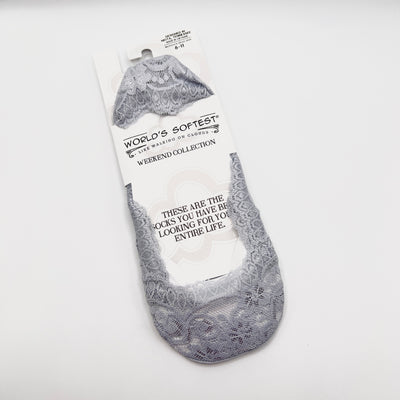 6-11
WORLD'S SOFTEST®
LIKE WALKING ON CLOUDS
WEEKEND COLLECTION
THESE ARE THE
SOCKS YOU HAVE BE
LOOKING FOR YOU
ENTIRE LIFE.